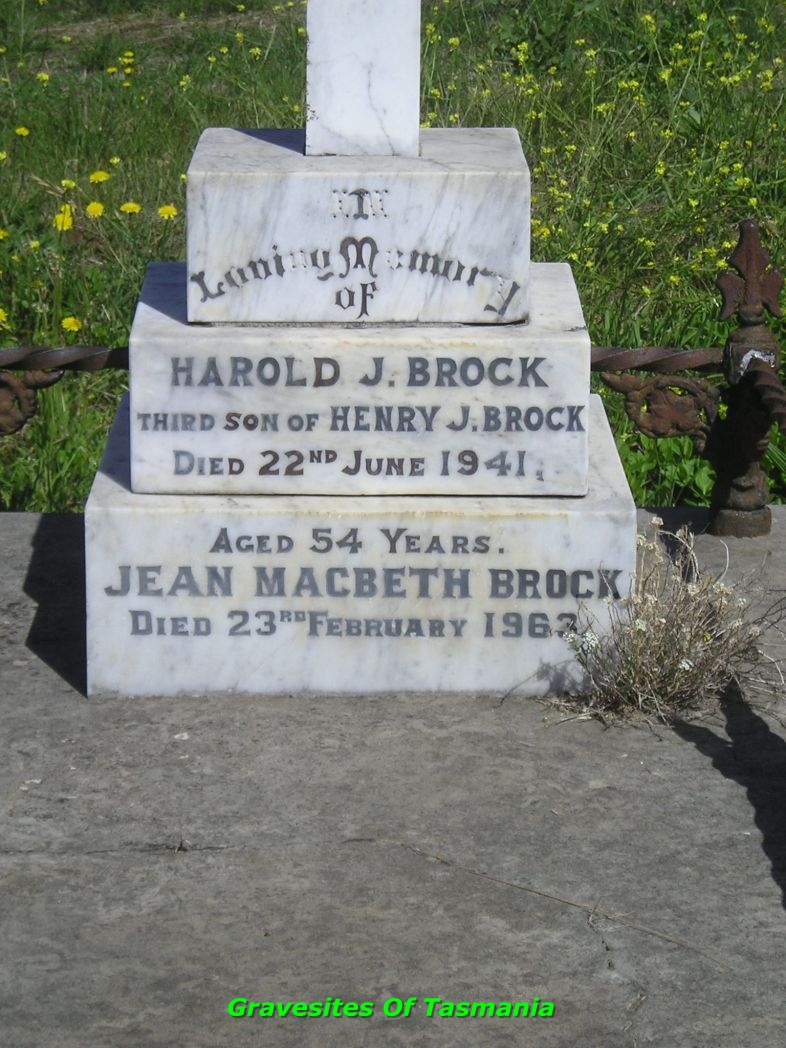 IN
Loving Memory
of
HAROLD J. BROCK
THIRD SON OF HENRY J. BROCK
DIED 22ND JUNE 1941,
AGED 54 YEARS.
JEAN MACBETH BROCK
DIED 23RD FEBRUARY 1963
Gravesites Of Tasmania